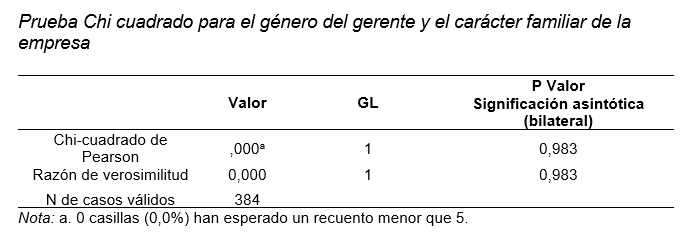 Prueba Chi cuadrado para el género del gerente y el carácter familiar de la
empresa
Valor GL P Valor
Significación asintótica
(bilateral)
Chi-cuadrado de
Pearson ,000ᵃ 1 0,983
Razón de verosimilitud 0,000 1 0,983
N de casos válidos 384
Nota: a. 0 casillas (0,0%) han esperado un recuento menor que 5.